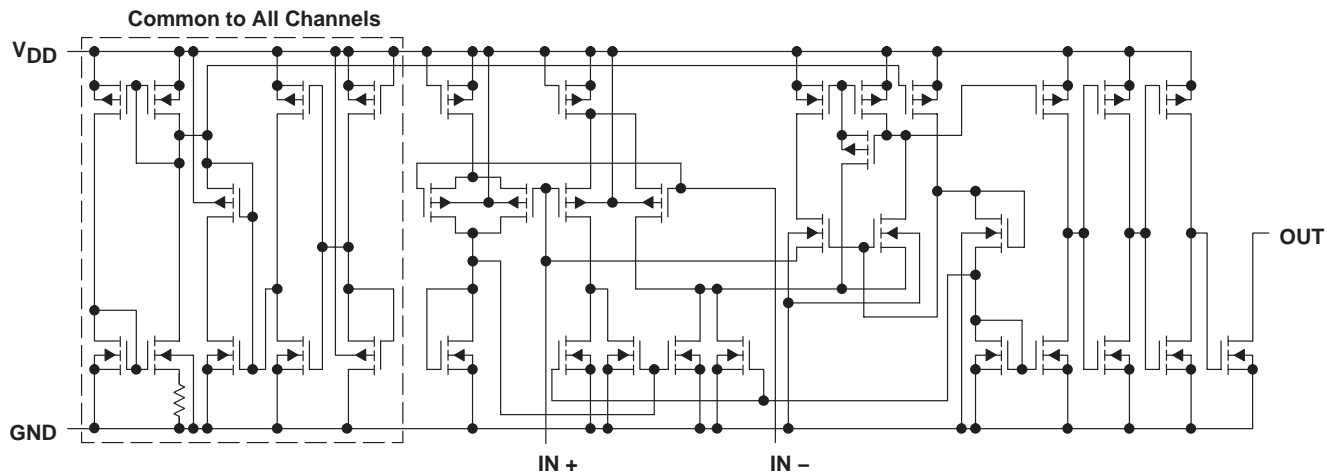 Common to All Channels
VDD
OUT
GND
IN +
IN −